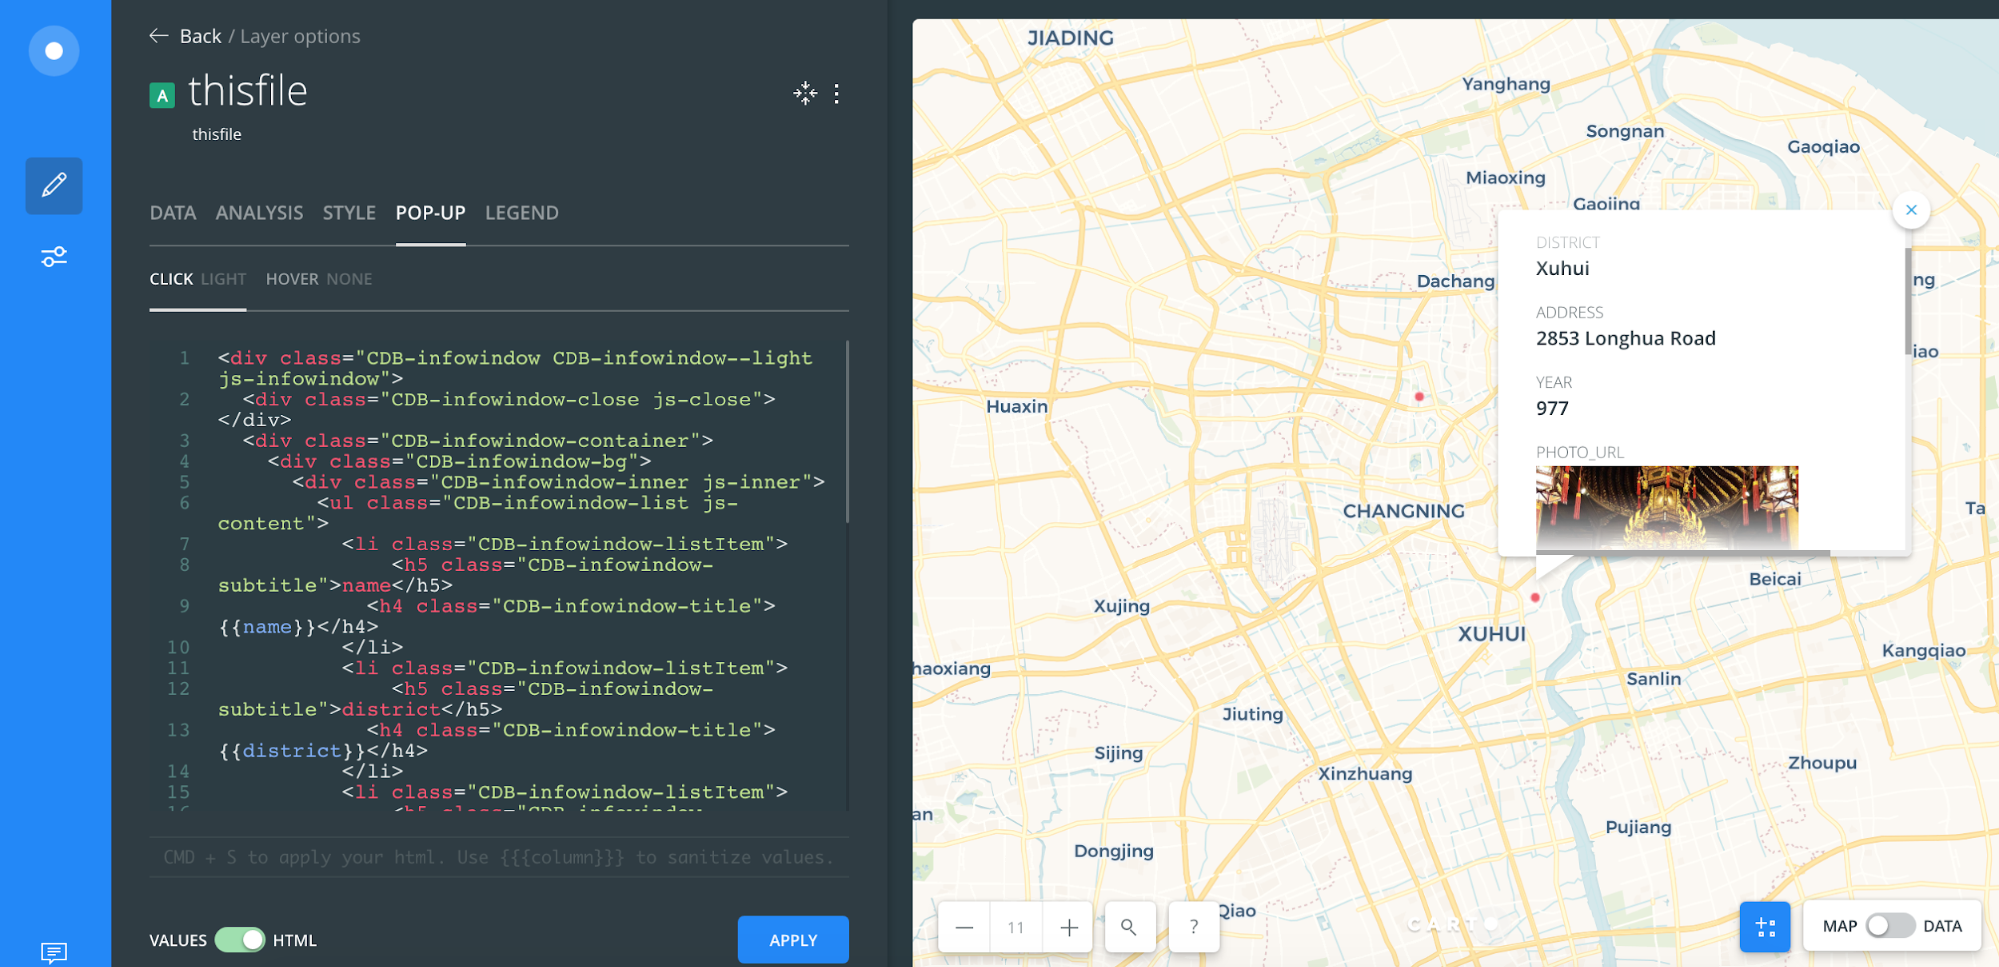 Back / Layer options
A thisfile
thisfile
DATA ANALYSIS STYLE POP-UP LEGEND
CLICK LIGHT HOVER NONE
1 <div class="CDB-infowindow CDB-infowindow--light
js-infowindow">
2 <div class="CDB-infowindow-close js-close">
</div>
3 <div class="CDB-infowindow-container">
4 <div class="CDB-infowindow-bg">
5 <div class="CDB-infowindow-inner js-inner">
6 <ul class="CDB-infowindow-list js-
content">
7 <li class="CDB-infowindow-listItem">
8 <h5 class="CDB-infowindow-
subtitle">name</h5>
9 <h4 class="CDB-infowindow-title">
{{name}}</h4>
10 </li>
11 <li class="CDB-infowindow-listItem">
12 <h5 class="CDB-infowindow-
subtitle">district</h5>
13 <h4 class="CDB-infowindow-title">
{{district}}</h4>
14 </li>
15 <li class="CDB-infowindow-listItem">
16 <h5 class="CDB-infowindow-
CMD + S to apply your html. Use {{{column}}} to sanitize values.
VALUES HTML
APPLY
JIADING
Yanghang
Songnan
Gaoqiao
Miaoxing
Gaojing
DISTRICT
Xuhui
Dachang
ng
ADDRESS
2853 Longhua Road
iao
YEAR
977
Huaxin
PHOTO_URL
CHANGNING
Ta
Beicai
Xujing
XUHUI
Kangqiao
haoxiang
Sanlin
Jiuting
Sijing
Xinzhuang
Zhoupu
an
Pujiang
Dongjing
Qiao
11
?
CARTO
MAP DATA